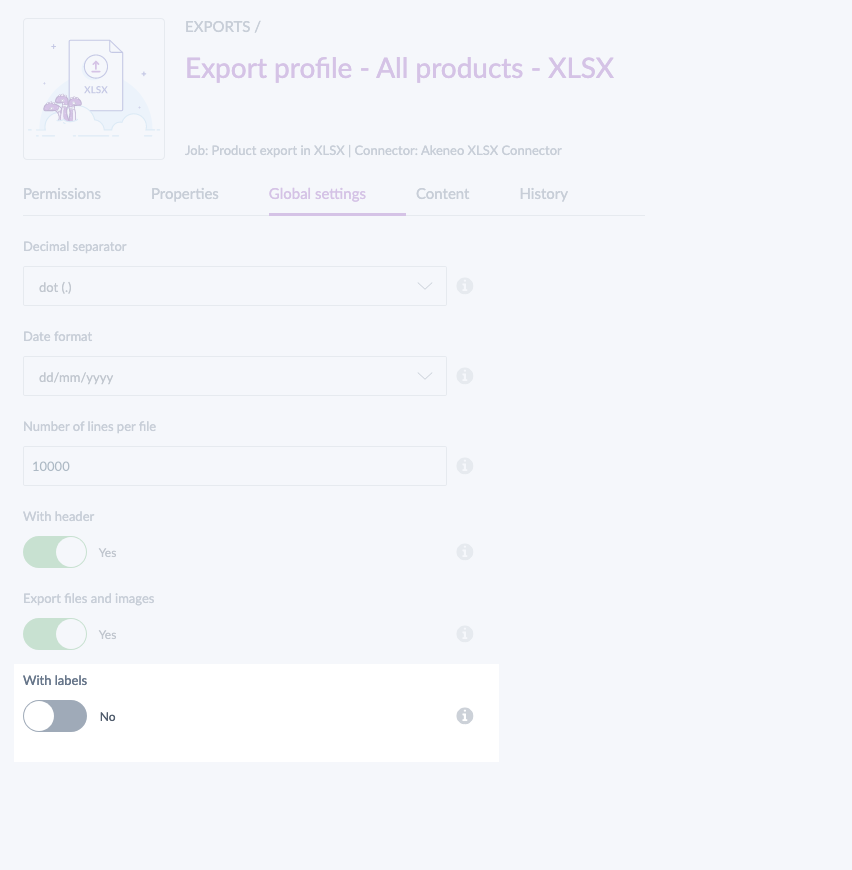 EXPORTS /
XLSX
Export profile - All products - XLSX
Job: Product export in XLSX | Connector: Akeneo XLSX Connector
Permissions Properties Global settings Content History
Decimal separator
dot (.)
Date format
dd/mm/yyyy
Number of lines per file
10000
With header
Yes
Export files and images
Yes
With labels
No